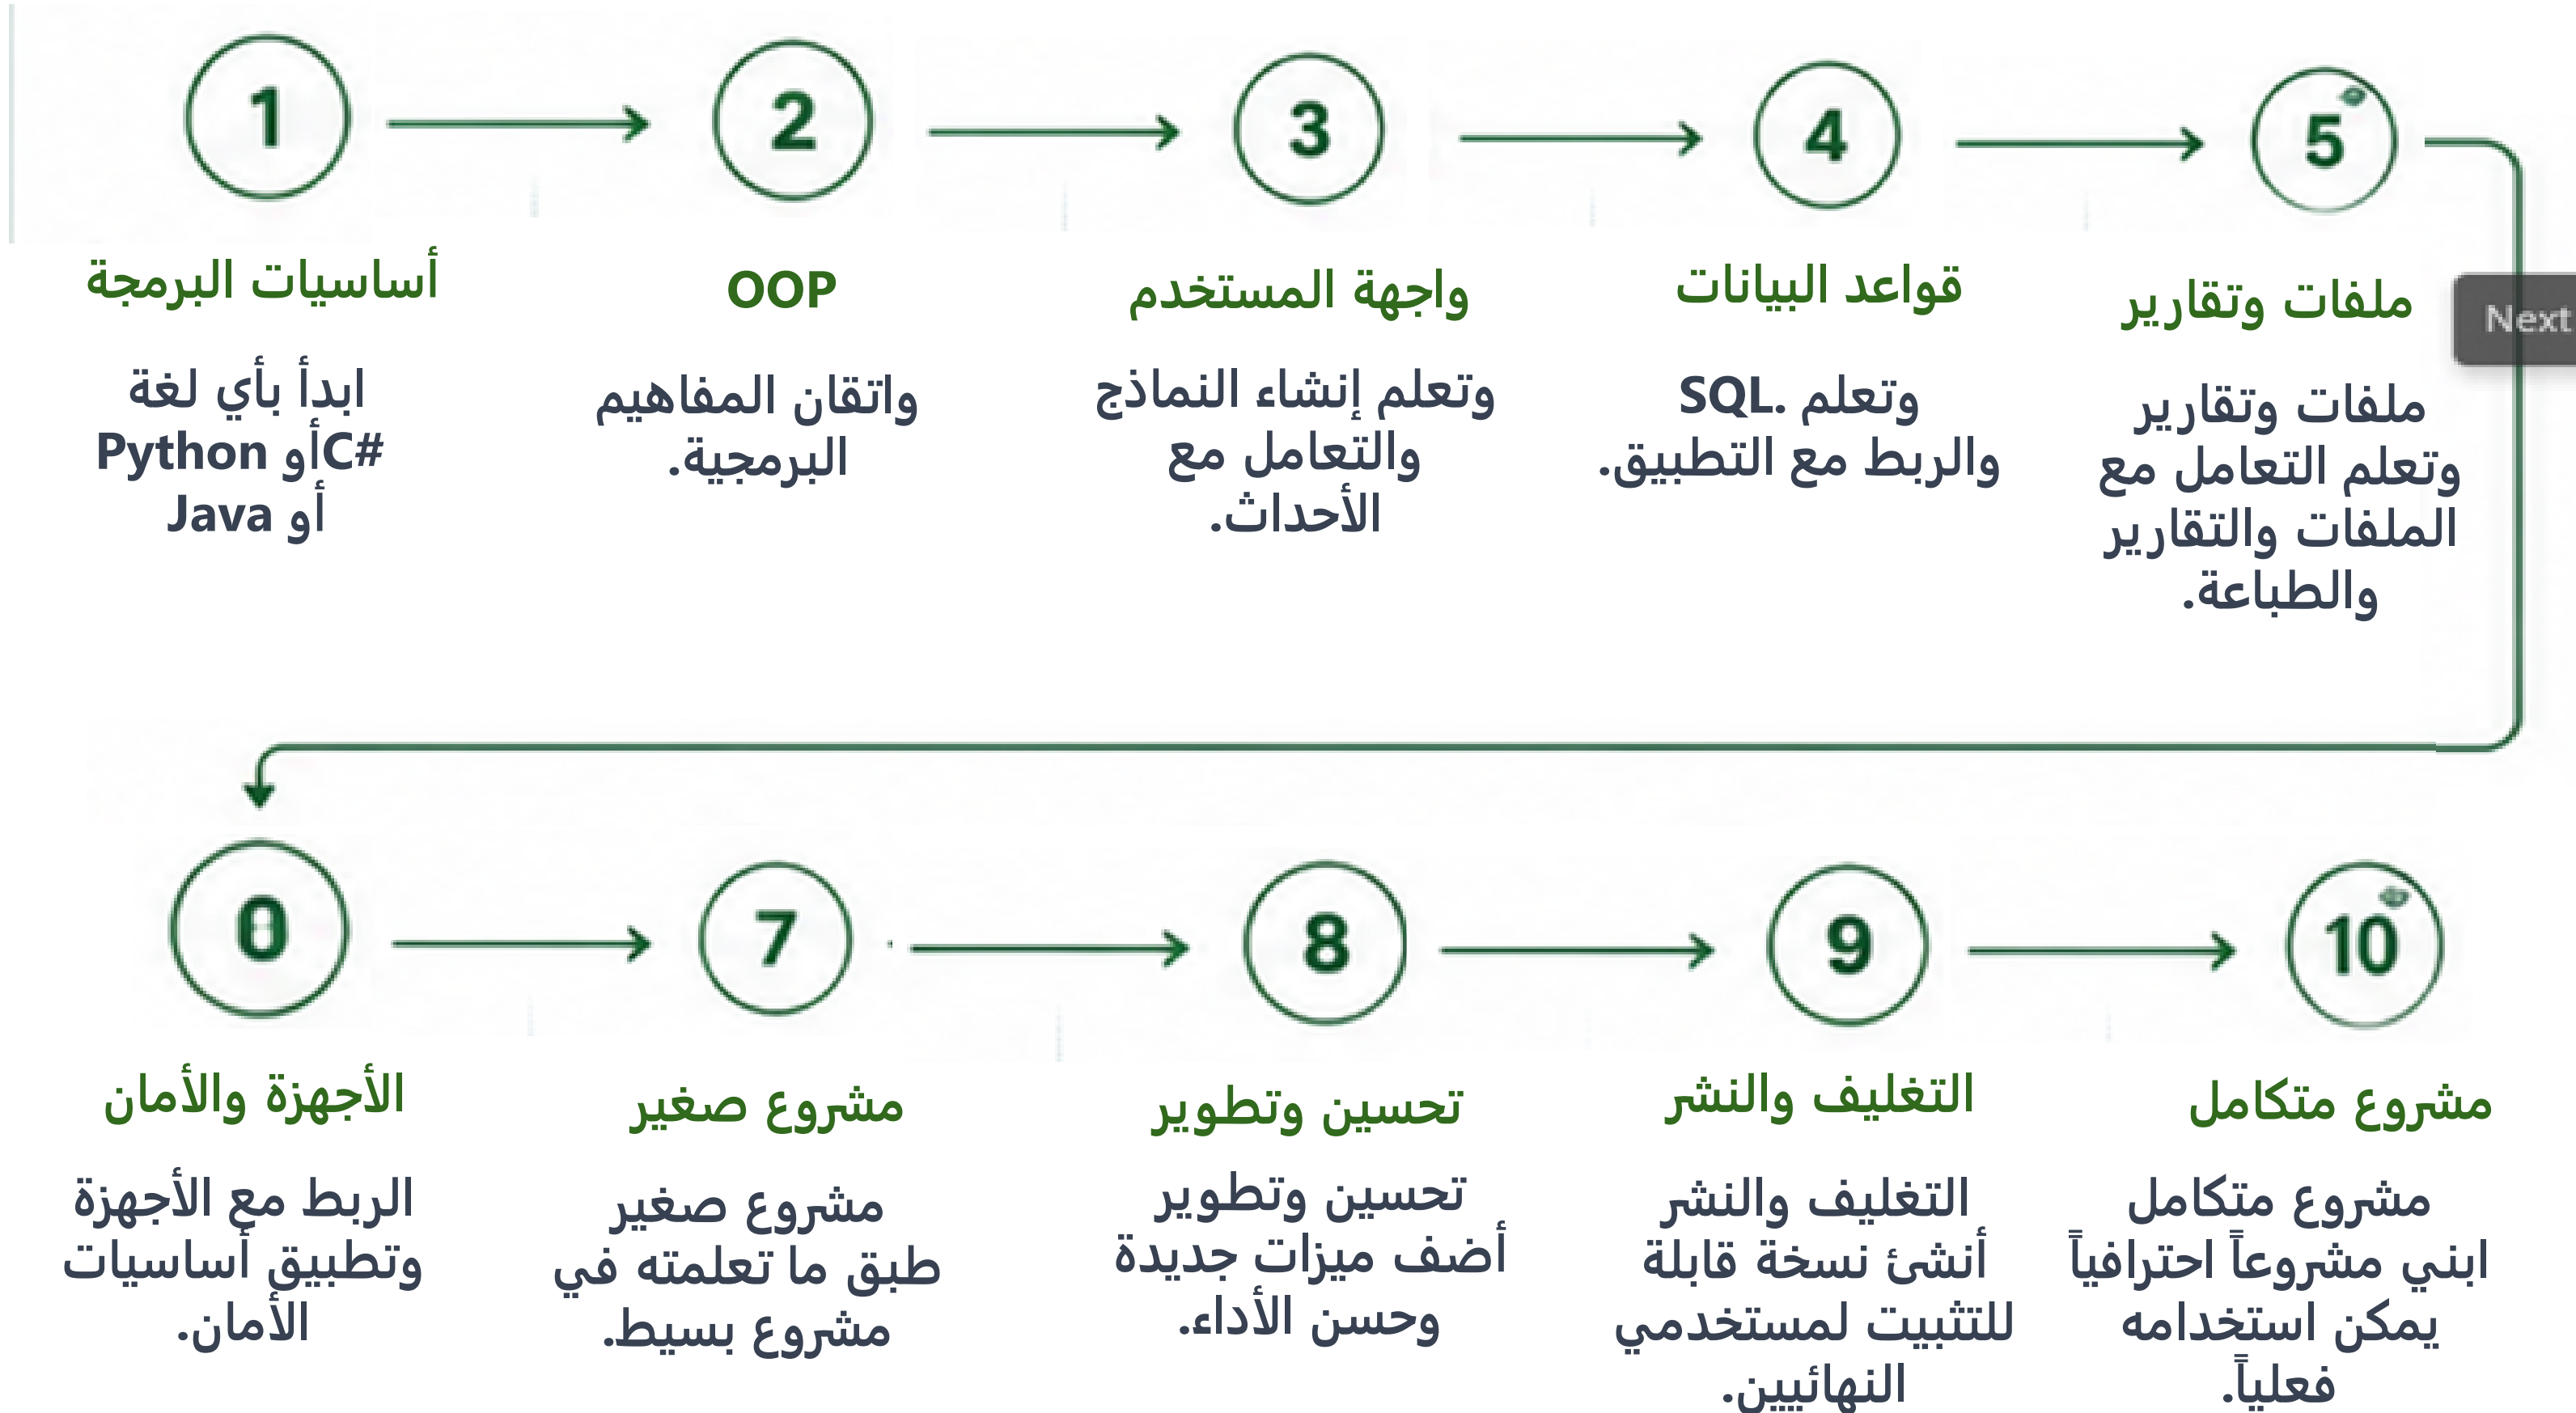 1
2
3
4
5
أساسيات البرمجة
OOP
واجهة المستخدم
قواعد البيانات
ملفات وتقارير
Next
ابدأ بأي لغة
C#أو Python
أو Java
واتقان المفاهيم
البرمجية.
وتعلم إنشاء النماذج
والتعامل مع
الأحداث.
وتعلم SQL.
والربط مع التطبيق.
ملفات وتقارير
وتعلم التعامل مع
الملفات والتقارير
والطباعة.
7
8
9
10
الأجهزة والأمان
مشروع صغير
تحسين وتطوير
التغليف والنشر
مشروع متكامل
الربط مع الأجهزة
وتطبيق أساسيات
الأمان.
مشروع صغير
طبق ما تعلمته في
مشروع بسيط.
تحسين وتطوير
أضف ميزات جديدة
وحسن الأداء.
التغليف والنشر
أنشئ نسخة قابلة
للتثبيت لمستخدمي
النهائيين.
مشروع متكامل
ابني مشروعاً احترافياً
يمكن استخدامه
فعلياً.